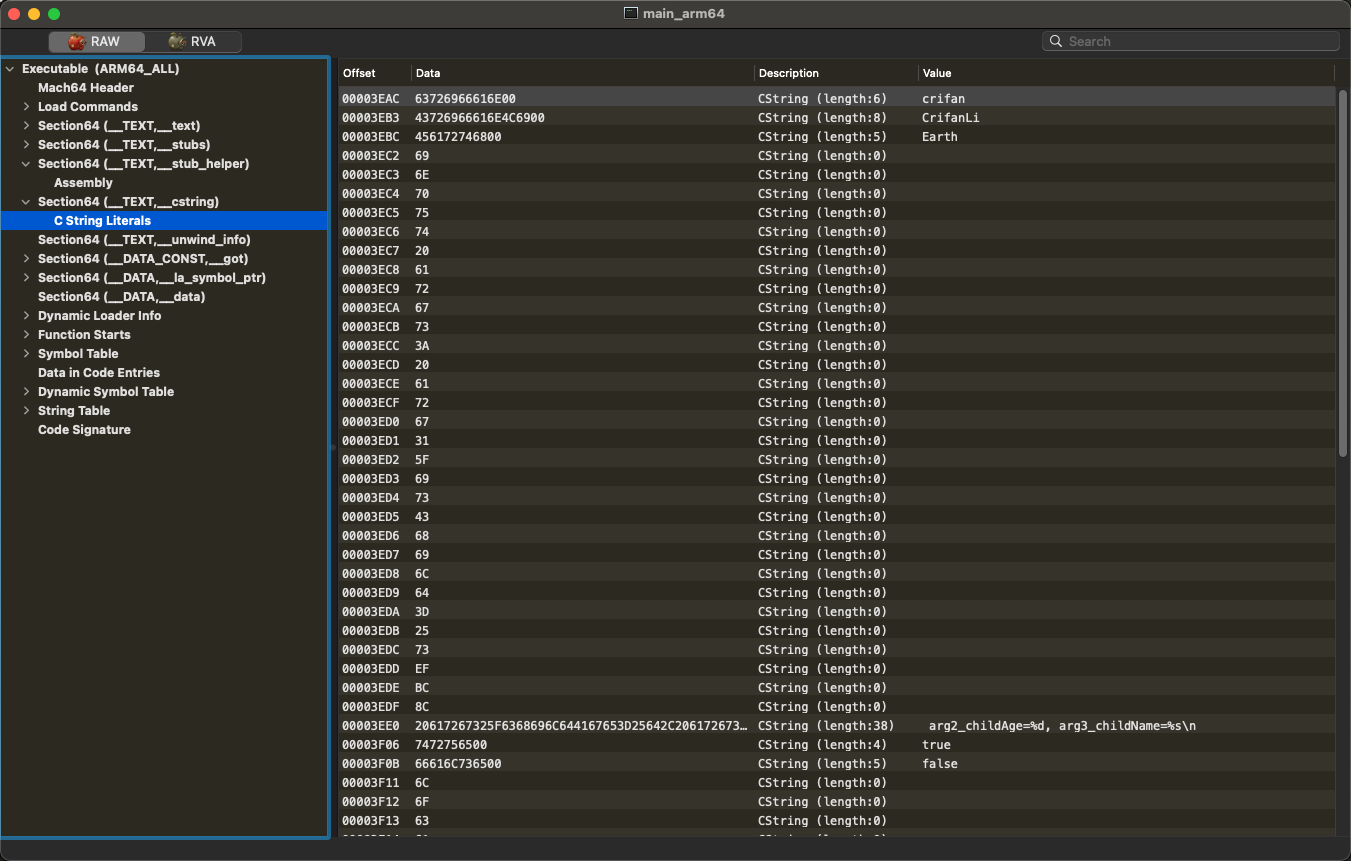 main_arm64
RAW RVA Search
Executable (ARM64_ALL)
Mach64 Header
Load Commands
Section64 (__TEXT,__text)
Section64 (__TEXT,__stubs)
Section64 (__TEXT,__stub_helper)
Assembly
Section64 (__TEXT,__cstring)
C String Literals
Section64 (__TEXT,__unwind_info)
Section64 (__DATA_CONST,__got)
Section64 (__DATA,__la_symbol_ptr)
Section64 (__DATA,__data)
Dynamic Loader Info
Function Starts
Symbol Table
Data in Code Entries
Dynamic Symbol Table
String Table
Code Signature
Offset Data Description Value
00003EAC 63726966616E00 CString (length:6) crifan
00003EB3 43726966616E4C6900 CString (length:8) CrifanLi
00003EBC 456172746800 CString (length:5) Earth
00003EC2 69 CString (length:0)
00003EC3 6E CString (length:0)
00003EC4 70 CString (length:0)
00003EC5 75 CString (length:0)
00003EC6 74 CString (length:0)
00003EC7 20 CString (length:0)
00003EC8 61 CString (length:0)
00003EC9 72 CString (length:0)
00003ECA 67 CString (length:0)
00003ECB 73 CString (length:0)
00003ECC 3A CString (length:0)
00003ECD 20 CString (length:0)
00003ECE 61 CString (length:0)
00003ECF 72 CString (length:0)
00003ED0 67 CString (length:0)
00003ED1 31 CString (length:0)
00003ED2 5F CString (length:0)
00003ED3 69 CString (length:0)
00003ED4 73 CString (length:0)
00003ED5 43 CString (length:0)
00003ED6 68 CString (length:0)
00003ED7 69 CString (length:0)
00003ED8 6C CString (length:0)
00003ED9 64 CString (length:0)
00003EDA 3D CString (length:0)
00003EDB 25 CString (length:0)
00003EDC 73 CString (length:0)
00003EDD EF CString (length:0)
00003EDE BC CString (length:0)
00003EDF 8C CString (length:0)
00003EE0 20617267325F6368696C644167653D25642C206172673… CString (length:38) arg2_childAge=%d, arg3_childName=%s\n
00003F06 7472756500 CString (length:4) true
00003F0B 66616C736500 CString (length:5) false
00003F11 6C CString (length:0)
00003F12 6F CString (length:0)
00003F13 63 CString (length:0)